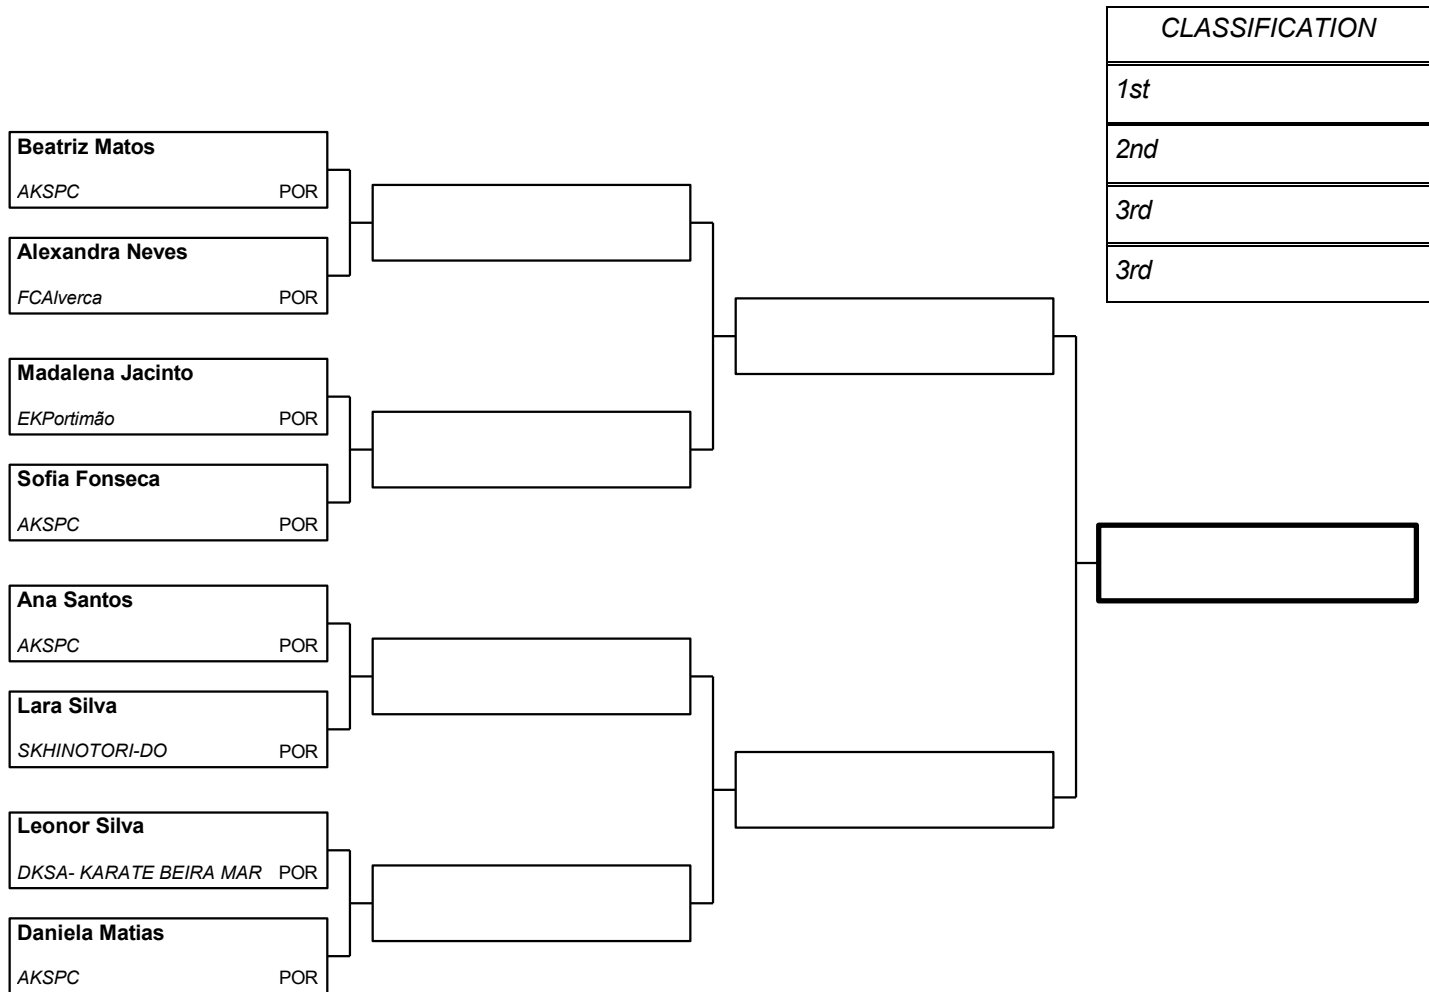 CLASSIFICATION
1st
2nd
3rd
3rd
Beatriz Matos
AKSPC POR
Alexandra Neves
FCAlverca POR
Madalena Jacinto
EKPortimão POR
Sofia Fonseca
AKSPC POR
Ana Santos
AKSPC POR
Lara Silva
SKHINOTORI-DO POR
Leonor Silva
DKSA- KARATE BEIRA MAR POR
Daniela Matias
AKSPC POR